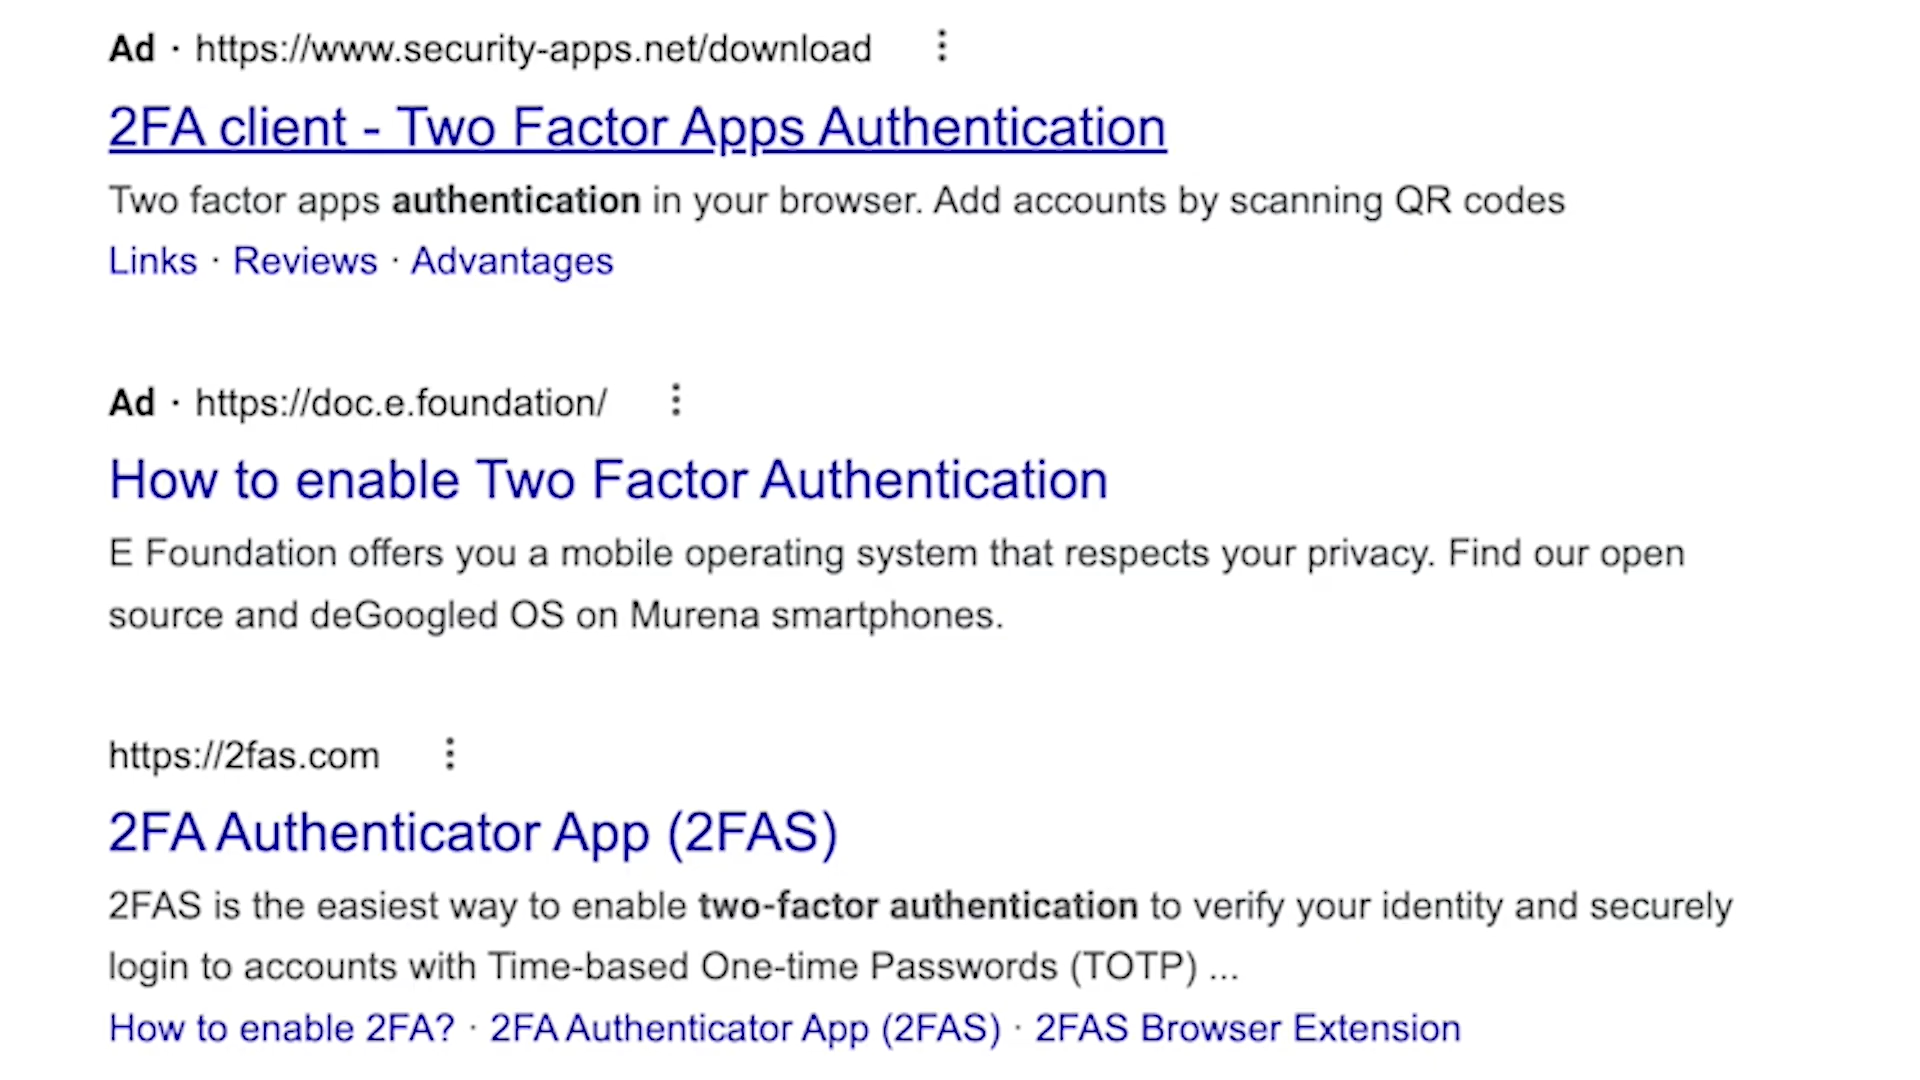 Ad · https://www.security-apps.net/download
2FA client - Two Factor Apps Authentication
Two factor apps authentication in your browser. Add accounts by scanning QR codes
Links · Reviews · Advantages
Ad · https://doc.e.foundation/
How to enable Two Factor Authentication
E Foundation offers you a mobile operating system that respects your privacy. Find our open
source and deGoogled OS on Murena smartphones.
https://2fas.com
2FA Authenticator App (2FAS)
2FAS is the easiest way to enable two-factor authentication to verify your identity and securely
login to accounts with Time-based One-time Passwords (TOTP) ...
How to enable 2FA? · 2FA Authenticator App (2FAS) · 2FAS Browser Extension